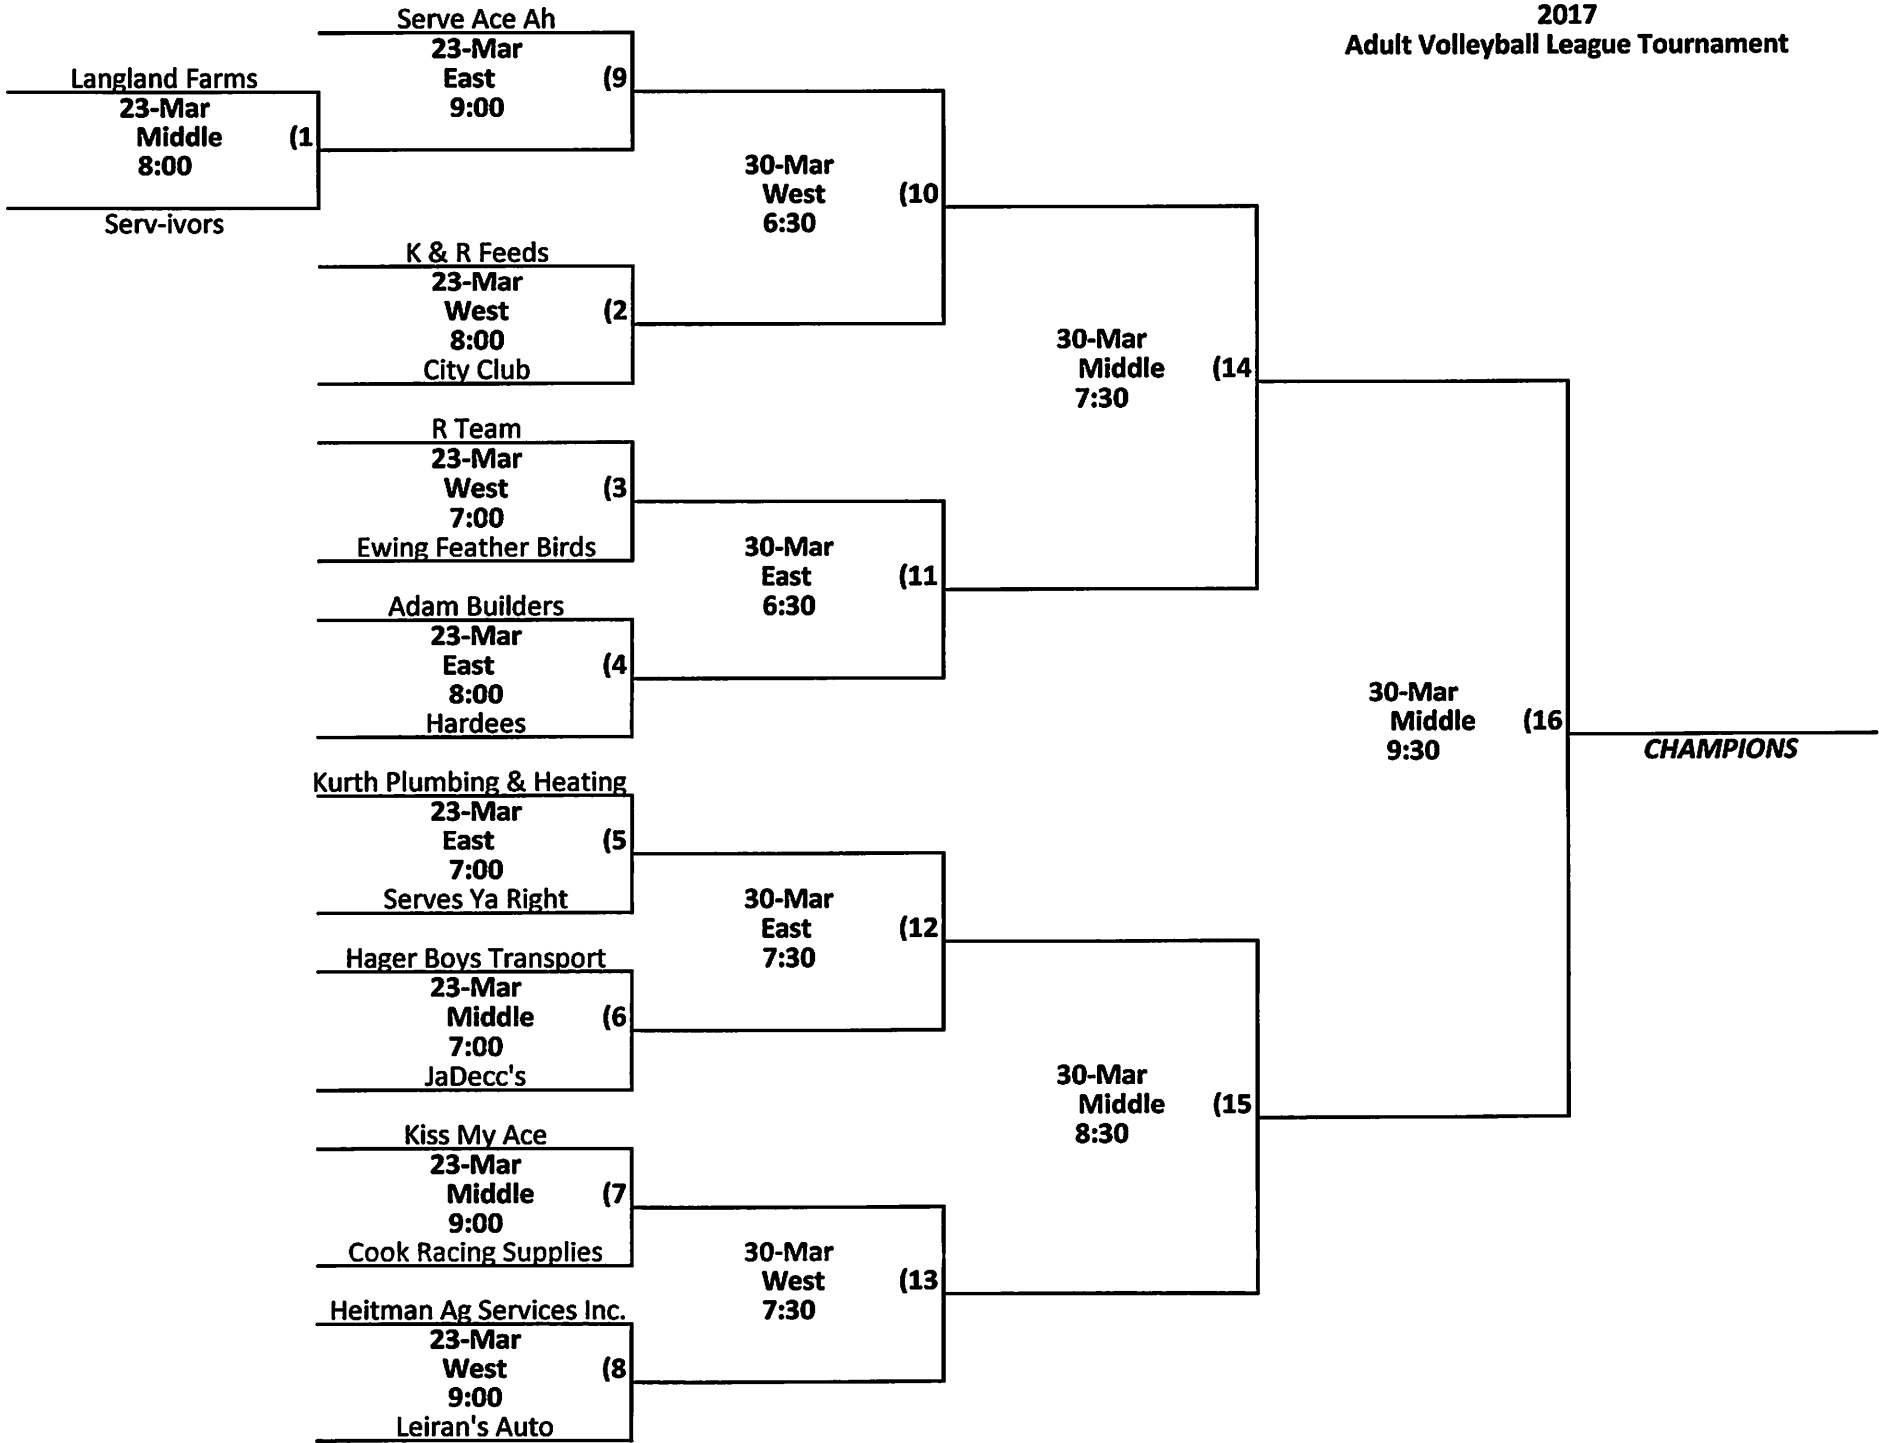 2017
Adult Volleyball League Tournament
Serve Ace Ah
23-Mar
East (9
9:00
Langland Farms
23-Mar
Middle (1
8:00
Serv-ivors
30-Mar
West (10
6:30
K & R Feeds
23-Mar
West (2
8:00
City Club
30-Mar
Middle (14
7:30
R Team
23-Mar
West (3
7:00
Ewing Feather Birds
30-Mar
East (11
6:30
Adam Builders
23-Mar
East (4
8:00
Hardees
30-Mar
Middle (16
9:30
CHAMPIONS
Kurth Plumbing & Heating
23-Mar
East (5
7:00
Serves Ya Right
30-Mar
East (12
7:30
Hager Boys Transport
23-Mar
Middle (6
7:00
JaDecc's
30-Mar
Middle (15
8:30
Kiss My Ace
23-Mar
Middle (7
9:00
Cook Racing Supplies
30-Mar
West (13
7:30
Heitman Ag Services Inc.
23-Mar
West (8
9:00
Leiran's Auto